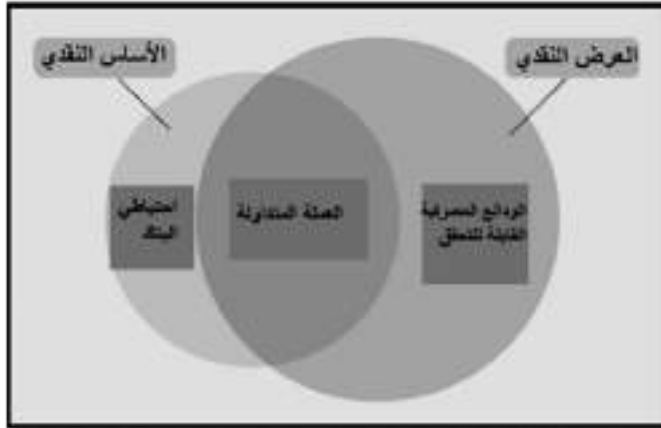 العرض النقدي
الأساس النقدي
الودائع المصرفية
القابلة للتحقق
العملة المتداولة
احتياطي
البنك